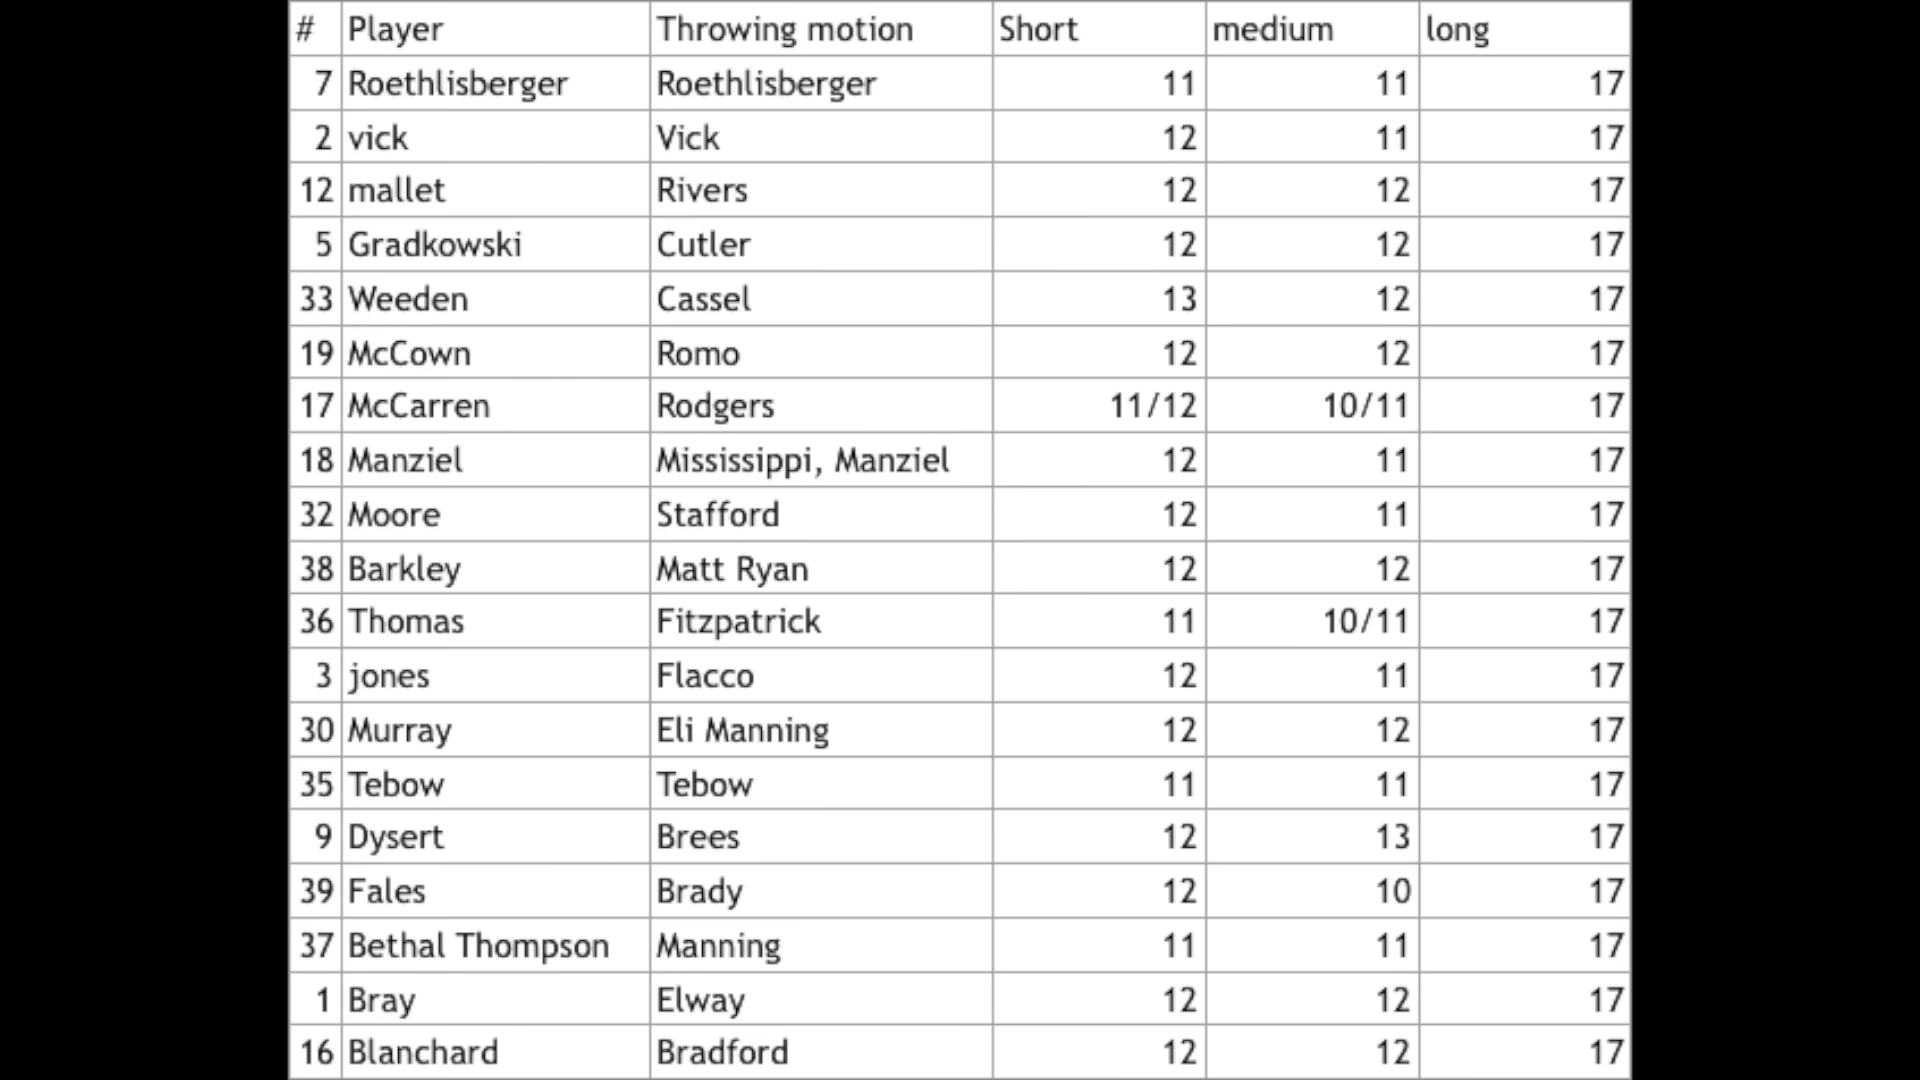 # Player Throwing motion Short medium long
7 Roethlisberger Roethlisberger 11 11 17
2 vick Vick 12 11 17
12 mallet Rivers 12 12 17
5 Gradkowski Cutler 12 12 17
33 Weeden Cassel 13 12 17
19 McCown Romo 12 12 17
17 McCarren Rodgers 11/12 10/11 17
18 Manziel Mississippi, Manziel 12 11 17
32 Moore Stafford 12 11 17
38 Barkley Matt Ryan 12 12 17
36 Thomas Fitzpatrick 11 10/11 17
3 jones Flacco 12 11 17
30 Murray Eli Manning 12 12 17
35 Tebow Tebow 11 11 17
9 Dysert Brees 12 13 17
39 Fales Brady 12 10 17
37 Bethal Thompson Manning 11 11 17
1 Bray Elway 12 12 17
16 Blanchard Bradford 12 12 17